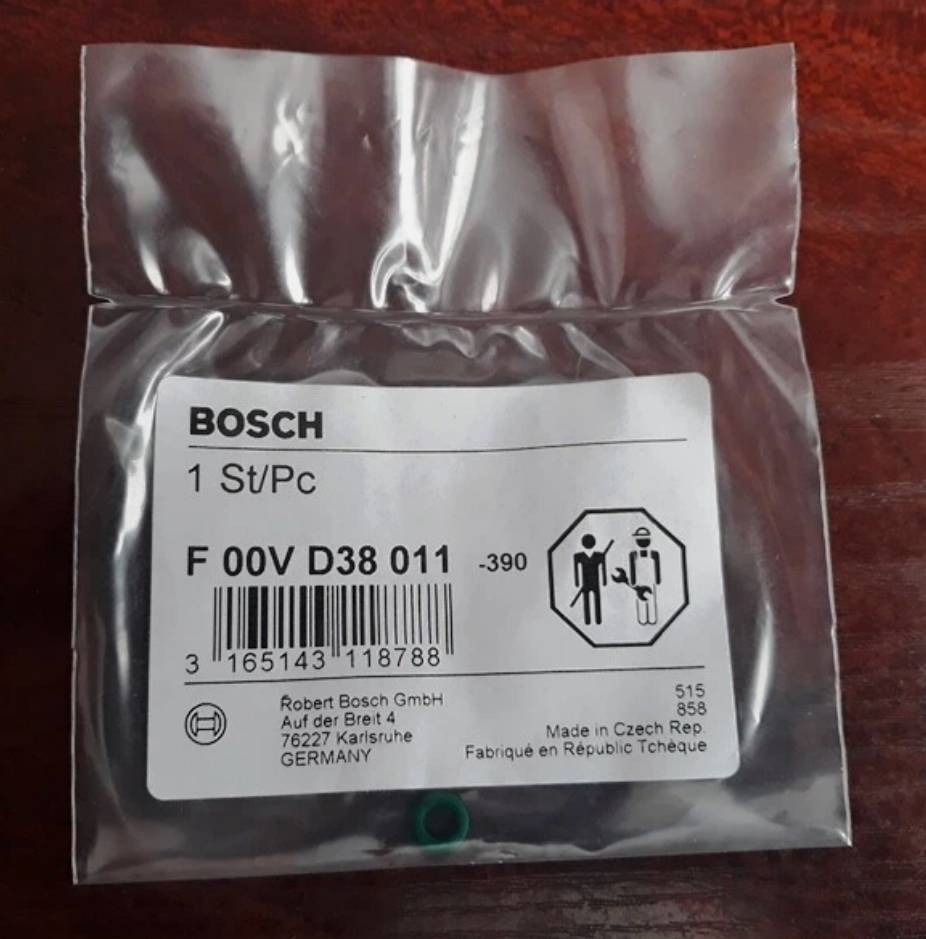 BOSCH
1 St/Pc
F 00V D38 011 -390
3 165143 118788
Robert Bosch GmbH
Auf der Breit 4
76227 Karlsruhe
GERMANY
515
858
Made in Czech Rep.
Fabriqué en Républic Tchèque